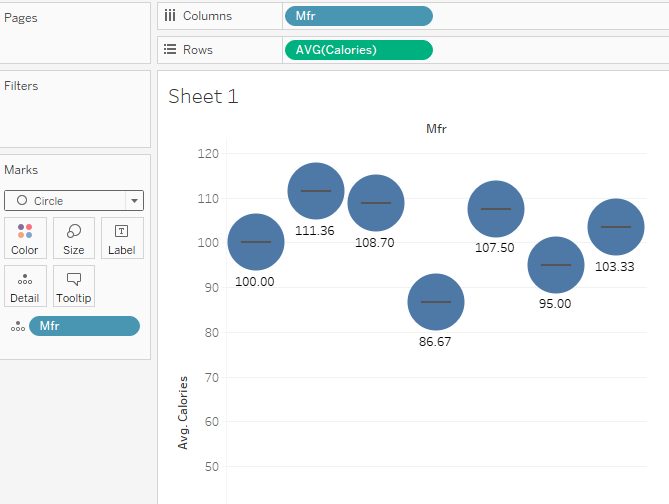 Pages
Columns
Mfr
Rows
AVG(Calories)
Filters
Marks
Circle
Color
Size
Label
Detail
Tooltip
Mfr
Sheet 1
Mfr
120
110
100
90
80
70
60
50
Avg. Calories
100.00
111.36
108.70
86.67
107.50
95.00
103.33